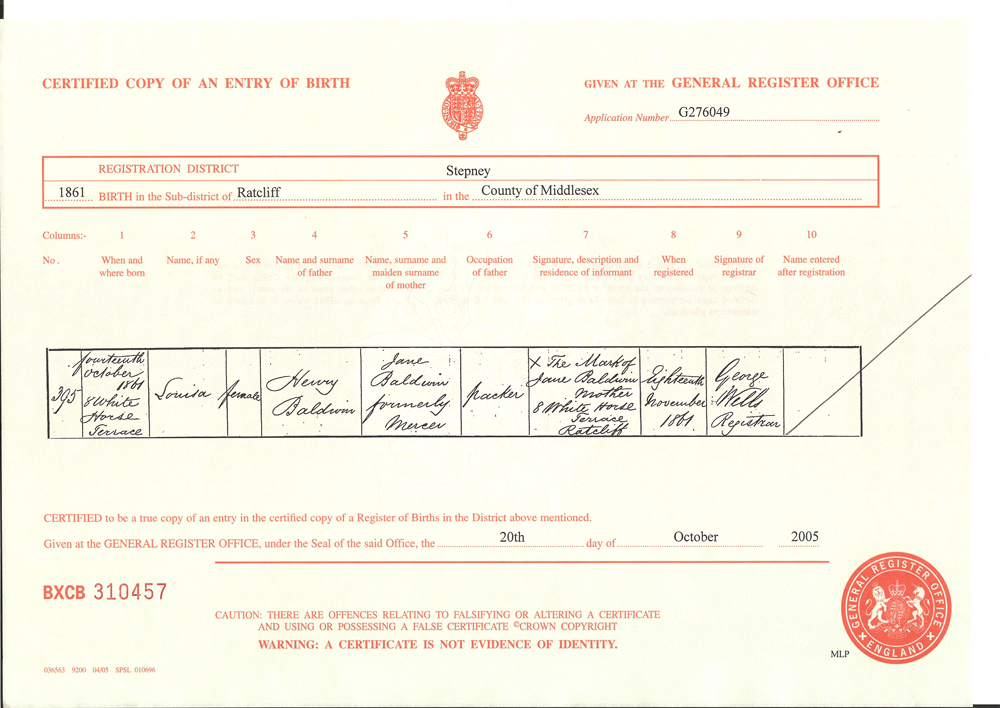 CERTIFIED COPY OF AN ENTRY OF BIRTH
GIVEN AT THE GENERAL REGISTER OFFICE
Application Number G276049
REGISTRATION DISTRICT Stepney
1861 BIRTH in the Sub-district of Ratcliff in the County of Middlesex
Columns:- 1 2 3 4 5 6 7 8 9 10
No. When and where born
Name, if any
Sex
Name and surname of father
Name, surname and maiden surname of mother
Occupation of father
Signature, description and residence of informant
When registered
Signature of registrar
Name entered after registration
395
fourteenth
October
1861
8 White
Horse
Terrace
Louisa
female
Henry
Baldwin
Jane
Baldwin
formerly
Mercer
Packer
X The Mark of
Jane Baldwin
Mother
8 White Horse
Terrace
Ratcliff
Eighteenth
November
1861
George
Wells
Registrar
CERTIFIED to be a true copy of an entry in the certified copy of a Register of Births in the District above mentioned.
Given at the GENERAL REGISTER OFFICE, under the Seal of the said Office, the 20th day of October 2005
BXCB 310457
CAUTION: THERE ARE OFFENCES RELATING TO FALSIFYING OR ALTERING A CERTIFICATE
AND USING OR POSSESSING A FALSE CERTIFICATE ©CROWN COPYRIGHT
WARNING: A CERTIFICATE IS NOT EVIDENCE OF IDENTITY.
GENERAL REGISTER OFFICE
ENGLAND
MLP
036563 9200 04/05 SPSL 010696